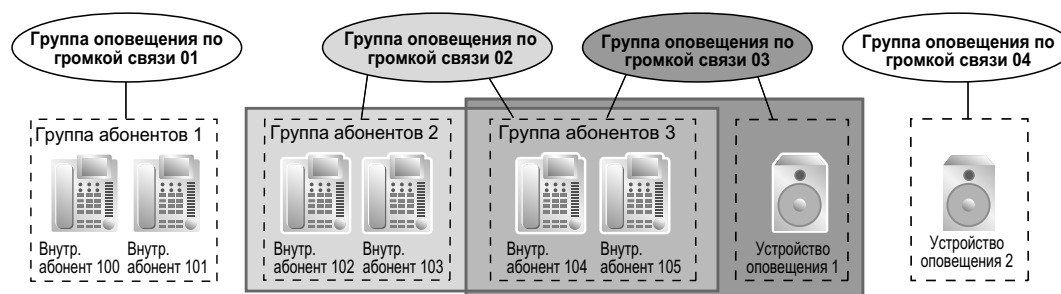 Группа оповещения по
громкой связи 01
Группа оповещения по
громкой связи 02
Группа оповещения по
громкой связи 03
Группа оповещения по
громкой связи 04
Группа абонентов 1
Группа абонентов 2
Группа абонентов 3
Внутр.
абонент 100
Внутр.
абонент 101
Внутр.
абонент 102
Внутр.
абонент 103
Внутр.
абонент 104
Внутр.
абонент 105
Устройство
оповещения 1
Устройство
оповещения 2